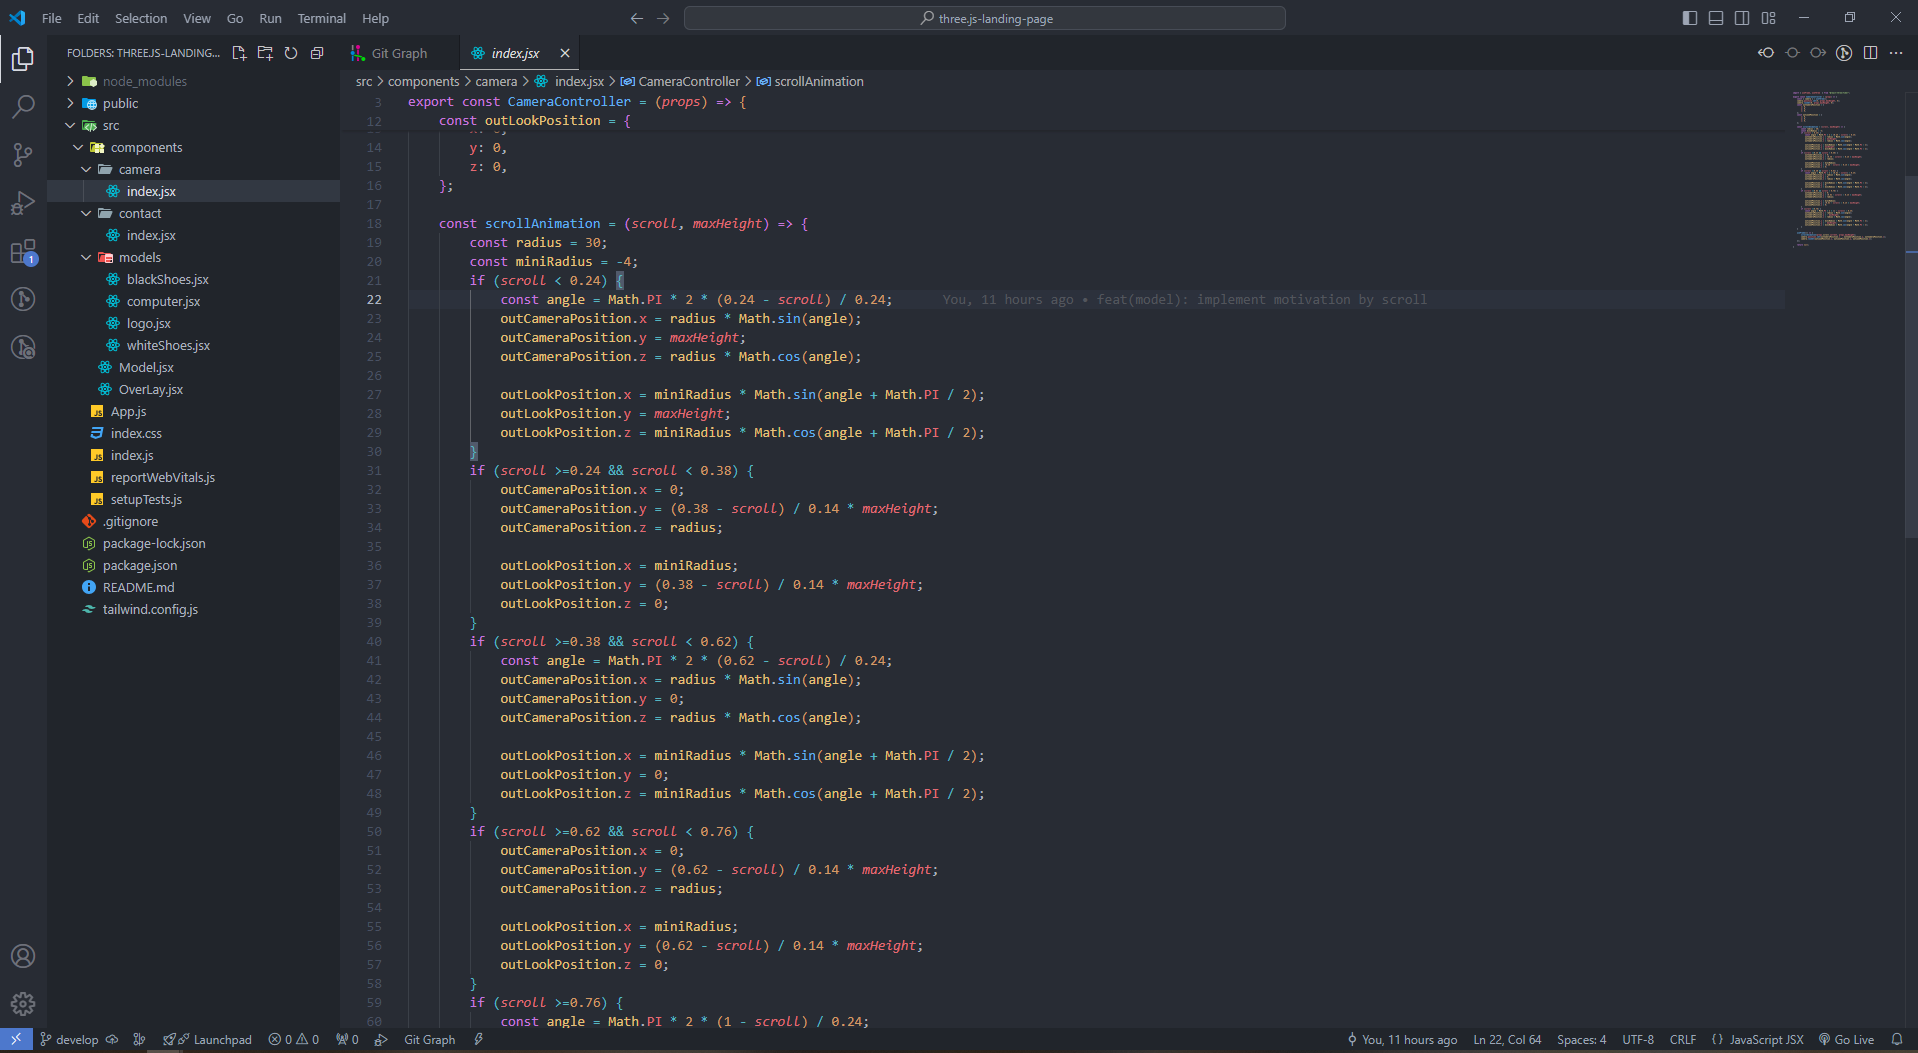 File Edit Selection View Go Run Terminal Help
three.js-landing-page
FOLDERS: THREEJS-LANDING...
node_modules
public
src
components
camera
index.jsx
contact
index.jsx
models
blackShoes.jsx
computer.jsx
logo.jsx
whiteShoes.jsx
Model.jsx
OverLay.jsx
App.js
index.css
index.js
reportWebVitals.js
setupTests.js
.gitignore
package-lock.json
package.json
README.md
tailwind.config.js
1
Git Graph
index.jsx
src > components > camera > index.jsx > CameraController > scrollAnimation
3 export const CameraController = (props) => {
12 const outLookPosition = {
14 y: 0,
15 z: 0,
16 };
17
18 const scrollAnimation = (scroll, maxHeight) => {
19 const radius = 30;
20 const miniRadius = -4;
21 if (scroll < 0.24) {
22 const angle = Math.PI * 2 * (0.24 - scroll) / 0.24; You, 11 hours ago • feat(model): implement motivation by scroll
23 outCameraPosition.x = radius * Math.sin(angle);
24 outCameraPosition.y = maxHeight;
25 outCameraPosition.z = radius * Math.cos(angle);
26
27 outLookPosition.x = miniRadius * Math.sin(angle + Math.PI / 2);
28 outLookPosition.y = maxHeight;
29 outLookPosition.z = miniRadius * Math.cos(angle + Math.PI / 2);
30 }
31 if (scroll >=0.24 && scroll < 0.38) {
32 outCameraPosition.x = 0;
33 outCameraPosition.y = (0.38 - scroll) / 0.14 * maxHeight;
34 outCameraPosition.z = radius;
35
36 outLookPosition.x = miniRadius;
37 outLookPosition.y = (0.38 - scroll) / 0.14 * maxHeight;
38 outLookPosition.z = 0;
39 }
40 if (scroll >=0.38 && scroll < 0.62) {
41 const angle = Math.PI * 2 * (0.62 - scroll) / 0.24;
42 outCameraPosition.x = radius * Math.sin(angle);
43 outCameraPosition.y = 0;
44 outCameraPosition.z = radius * Math.cos(angle);
45
46 outLookPosition.x = miniRadius * Math.sin(angle + Math.PI / 2);
47 outLookPosition.y = 0;
48 outLookPosition.z = miniRadius * Math.cos(angle + Math.PI / 2);
49 }
50 if (scroll >=0.62 && scroll < 0.76) {
51 outCameraPosition.x = 0;
52 outCameraPosition.y = (0.62 - scroll) / 0.14 * maxHeight;
53 outCameraPosition.z = radius;
54
55 outLookPosition.x = miniRadius;
56 outLookPosition.y = (0.62 - scroll) / 0.14 * maxHeight;
57 outLookPosition.z = 0;
58 }
59 if (scroll >=0.76) {
60 const angle = Math.PI * 2 * (1 - scroll) / 0.24;
develop Launchpad 0 0 0 Git Graph You, 11 hours ago Ln 22, Col 64 Spaces: 4 UTF-8 CRLF {} JavaScript JSX Go Live